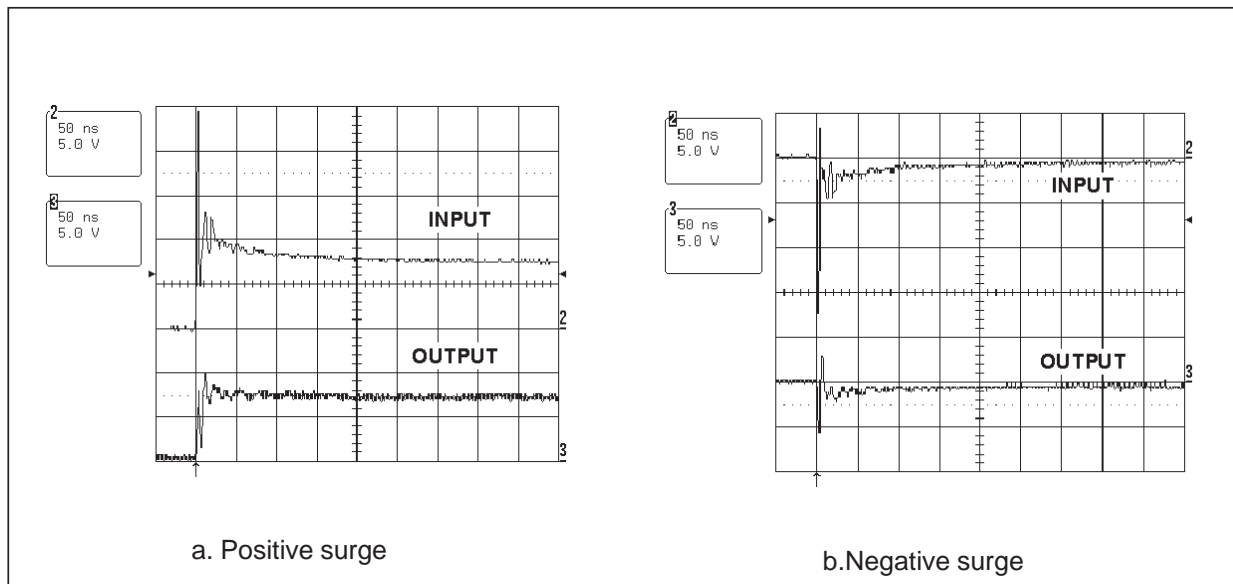 2
50 ns
5.0 V
3
50 ns
5.0 V
INPUT
2
OUTPUT
3
a. Positive surge
2
50 ns
5.0 V
3
50 ns
5.0 V
2
INPUT
OUTPUT
3
b.Negative surge